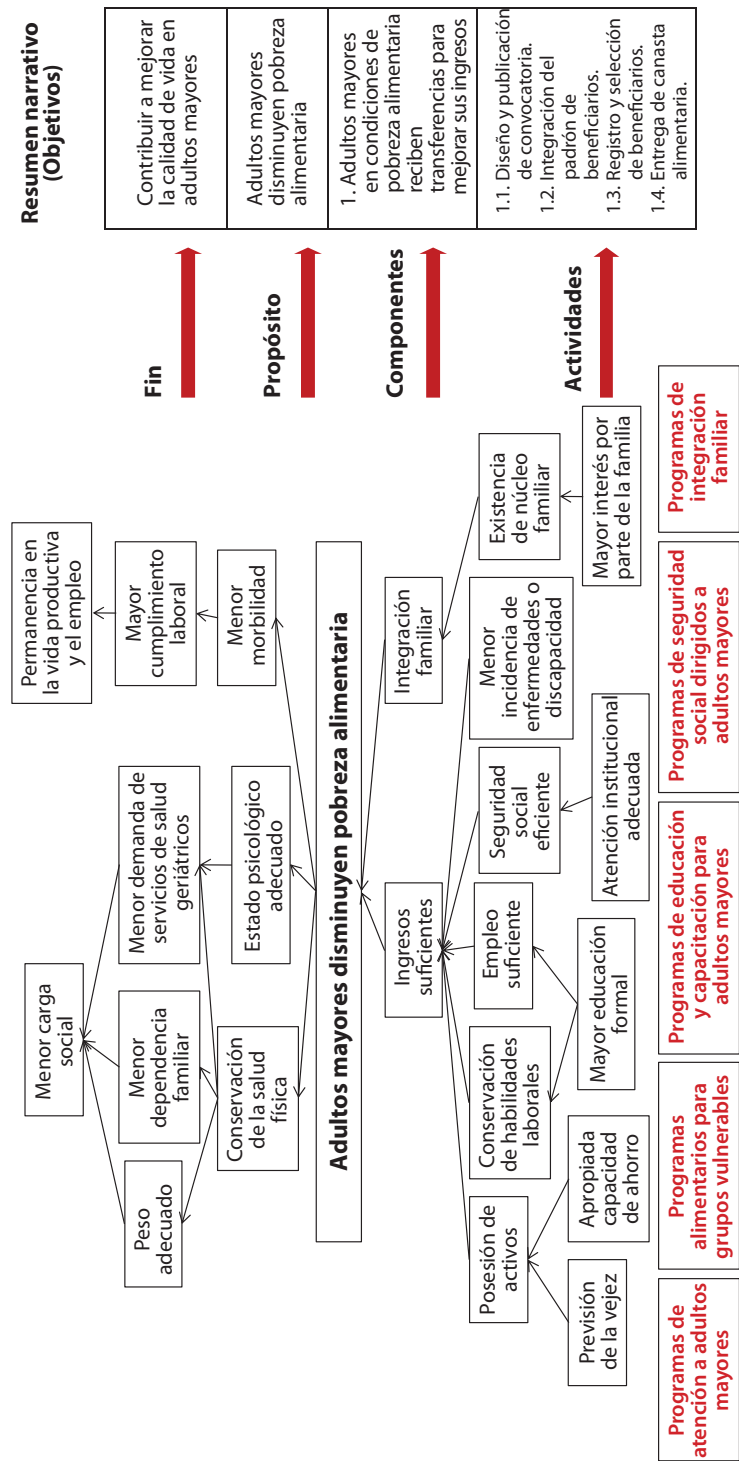 Permanencia en
la vida productiva
y el empleo
Menor carga
social
Mayor
cumplimiento
laboral
Menor demanda de
servicios de salud
geriátricos
Menor
dependencia
familiar
Peso
adecuado
Menor
morbilidad
Estado psicológico
adecuado
Conservación
de la salud
física
Adultos mayores disminuyen pobreza alimentaria
Integración
familiar
Ingresos
suficientes
Existencia
de núcleo
familiar
Menor
incidencia de
enfermedades o
discapacidad
Seguridad
social
eficiente
Empleo
suficiente
Conservación
de habilidades
laborales
Posesión de
activos
Mayor interés por
parte de la familia
Atención institucional
adecuada
Mayor educación
formal
Apropiada
capacidad
de ahorro
Previsión
de la vejez
Programas de
atención a adultos
mayores
Programas
alimentarios para
grupos vulnerables
Programas de educación
y capacitación para
adultos mayores
Programas de seguridad
social dirigidos a
adultos mayores
Programas de
integración
familiar
Resumen narrativo
(Objetivos)
Fin
Contribuir a mejorar
la calidad de vida en
adultos mayores
Propósito
Adultos mayores
disminuyen pobreza
alimentaria
Componentes
1. Adultos mayores
en condiciones de
pobreza alimentaria
reciben
transferencias para
mejorar sus ingresos
Actividades
1.1. Diseño y publicación
de convocatoria.
1.2. Integración del
padrón de
beneficiarios.
1.3. Registro y selección
de beneficiarios.
1.4. Entrega de canasta
alimentaria.